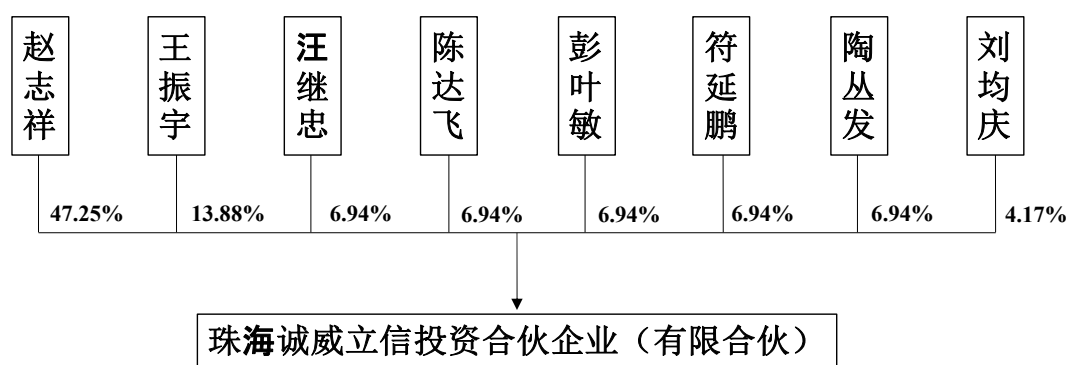 赵志祥
王振宇
汪继忠
陈达飞
彭叶敏
符延鹏
陶丛发
刘均庆
47.25%
13.88%
6.94%
6.94%
6.94%
6.94%
6.94%
4.17%
珠海诚威立信投资合伙企业（有限合伙）